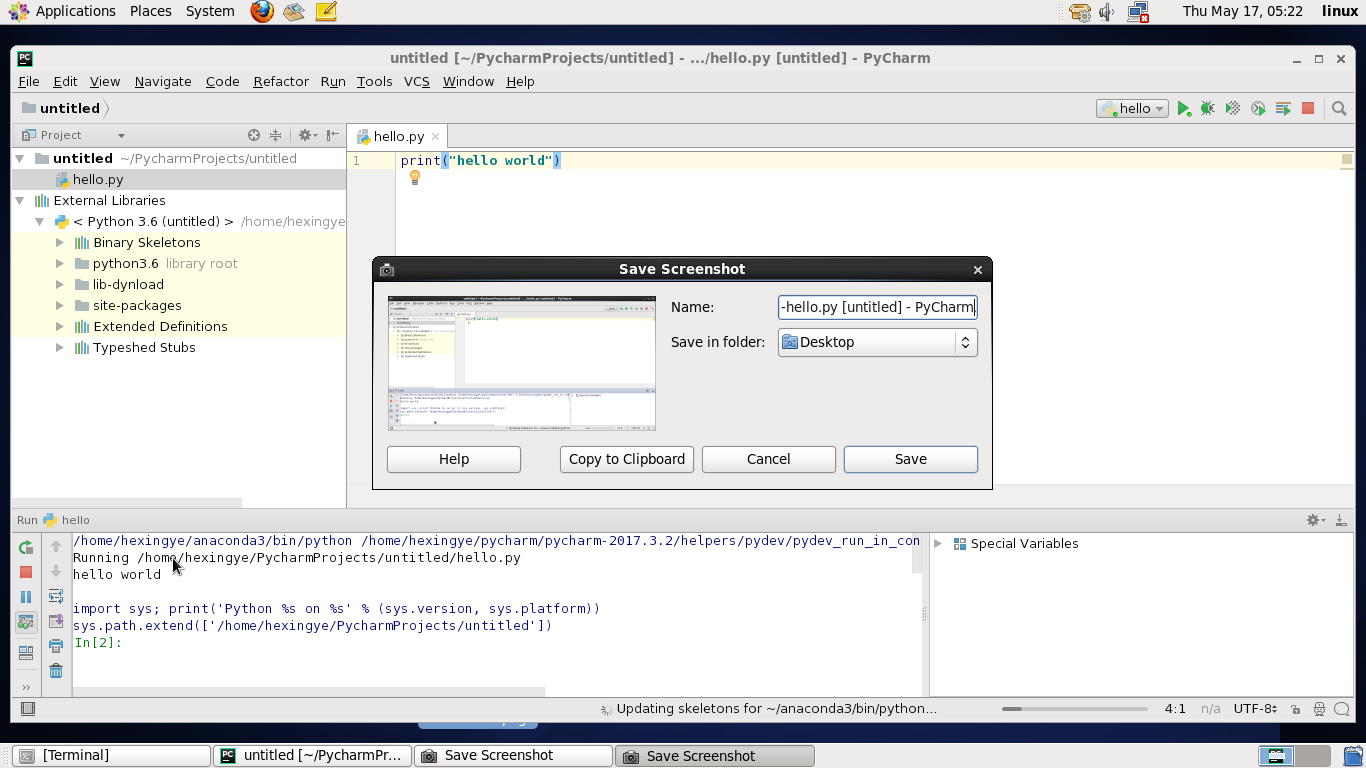 Applications Places System Thu May 17, 05:22 linux
untitled [~/PycharmProjects/untitled] - .../hello.py [untitled] - PyCharm
File Edit View Navigate Code Refactor Run Tools VCS Window Help
untitled hello
Project hello.py
untitled ~/PycharmProjects/untitled
1 print("hello world")
hello.py
External Libraries
< Python 3.6 (untitled) > /home/hexingye
Binary Skeletons
python3.6 library root
lib-dynload
site-packages
Extended Definitions
Typeshed Stubs
Save Screenshot
Name: -hello.py [untitled] - PyCharm
Save in folder: Desktop
Help Copy to Clipboard Cancel Save
Run hello
/home/hexingye/anaconda3/bin/python /home/hexingye/pycharm/pycharm-2017.3.2/helpers/pydev/pydev_run_in_con
Running /home/hexingye/PycharmProjects/untitled/hello.py
hello world
import sys; print('Python %s on %s' % (sys.version, sys.platform))
sys.path.extend(['/home/hexingye/PycharmProjects/untitled'])
In[2]:
Special Variables
Updating skeletons for ~/anaconda3/bin/python... 4:1 n/a UTF-8
[Terminal] untitled [~/PycharmPr... Save Screenshot Save Screenshot